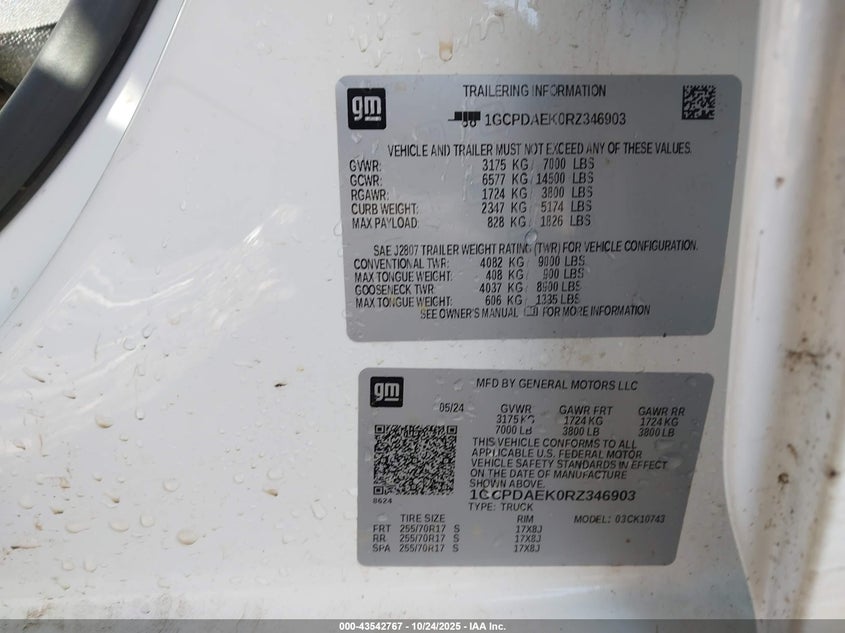 gm
TRAILERING INFORMATION
1GCPDAEK0RZ346903
VEHICLE AND TRAILER MUST NOT EXCEED ANY OF THESE VALUES.
GVWR: 3175 KG / 7000 LBS
GCWR: 6577 KG / 14500 LBS
RGAWR: 1724 KG / 3800 LBS
CURB WEIGHT: 2347 KG / 5174 LBS
MAX PAYLOAD: 828 KG / 1826 LBS
SAE J2807 TRAILER WEIGHT RATING (TWR) FOR VEHICLE CONFIGURATION.
CONVENTIONAL TWR: 4082 KG / 9000 LBS
MAX TONGUE WEIGHT: 408 KG / 900 LBS
GOOSENECK TWR: 4037 KG / 8900 LBS
MAX TONGUE WEIGHT: 606 KG / 1335 LBS
SEE OWNER'S MANUAL FOR MORE INFORMATION
gm
MFD BY GENERAL MOTORS LLC
05/24 GVWR GAWR FRT GAWR RR
3175 KG 1724 KG 1724 KG
7000 LB 3800 LB 3800 LB
THIS VEHICLE CONFORMS TO ALL
APPLICABLE U.S. FEDERAL MOTOR
VEHICLE SAFETY STANDARDS IN EFFECT
ON THE DATE OF MANUFACTURE
SHOWN ABOVE.
8624
1GCPDAEK0RZ346903
TYPE: TRUCK
TIRE SIZE RIM MODEL: 03CK10743
FRT 255/70R17 S 17X8J
RR 255/70R17 S 17X8J
SPA 255/70R17 S 17X8J
000-43542767 • 10/24/2025 • IAA Inc.